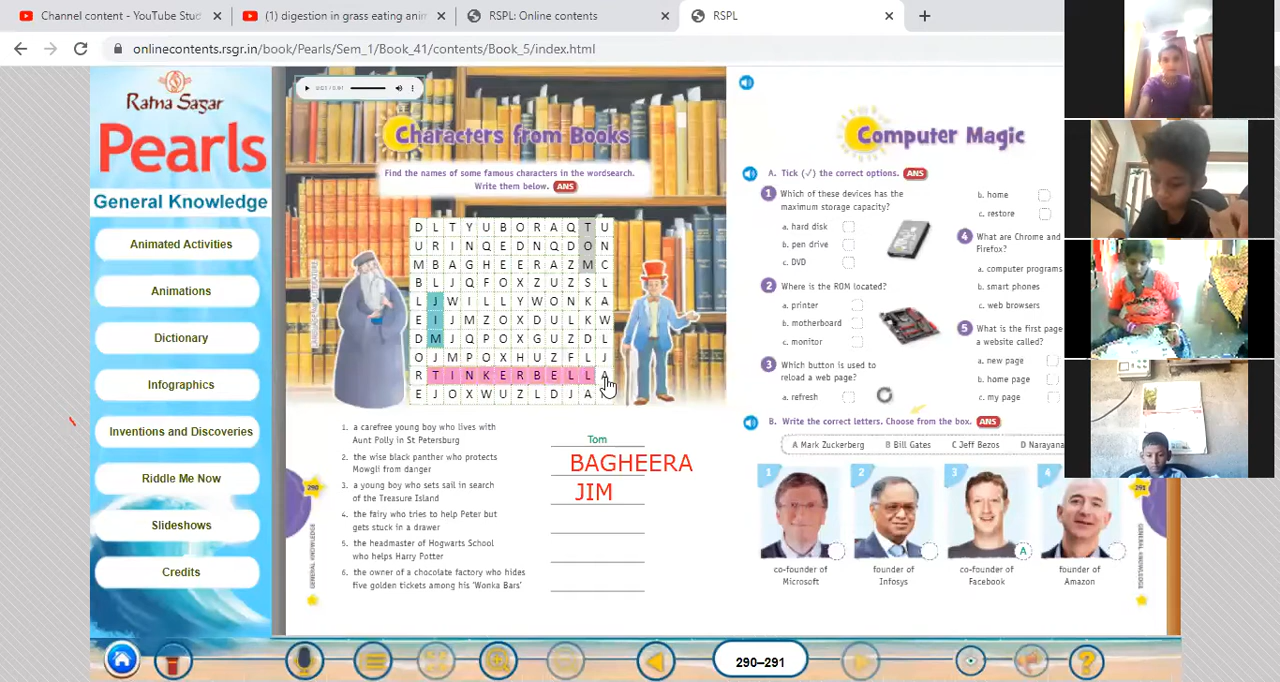 Channel content - YouTube Stud
(1) digestion in grass eating anim
RSPL: Online contents
RSPL
onlinecontents.rsgr.in/book/Pearls/Sem_1/Book_41/contents/Book_5/index.html
Ratna Sagar
Pearls
General Knowledge
Animated Activities
Animations
Dictionary
Infographics
Inventions and Discoveries
Riddle Me Now
Slideshows
Credits
Characters from Books
Find the names of some famous characters in the wordsearch.
Write them below. ANS
D L T Y U B O R A Q T U
U R I N Q E D N Q D O N
M B A G H E E R A Z M C
B L J Q F O X Z U Z S L
L J W I L L Y W O N K A
E I J M Z O X D U L K W
D M J Q P O X G U Z D L
O J M P O X H U Z F L J
R T I N K E R B E L L A
E J O X W U Z L D J A
1. a carefree young boy who lives with
Aunt Polly in St Petersburg
Tom
2. the wise black panther who protects
Mowgli from danger
BAGHEERA
3. a young boy who sets sail in search
of the Treasure Island
JIM
4. the fairy who tries to help Peter but
gets stuck in a drawer
5. the headmaster of Hogwarts School
who helps Harry Potter
6. the owner of a chocolate factory who hides
five golden tickets among his 'Wonka Bars'
290
GENERAL KNOWLEDGE
Computer Magic
A. Tick (✓) the correct options. ANS
1 Which of these devices has the
maximum storage capacity?
a. hard disk
b. pen drive
c. DVD
2 Where is the ROM located?
a. printer
b. motherboard
c. monitor
3 Which button is used to
reload a web page?
a. refresh
b. home
c. restore
4 What are Chrome and
Firefox?
a. computer programs
b. smart phones
c. web browsers
5 What is the first page
a website called?
a. new page
b. home page
c. my page
B. Write the correct letters. Choose from the box. ANS
A Mark Zuckerberg B Bill Gates C Jeff Bezos D Narayana
1
2
3
4
A
co-founder of
Microsoft
founder of
Infosys
co-founder of
Facebook
founder of
Amazon
291
GENERAL KNOWLEDGE
290–291